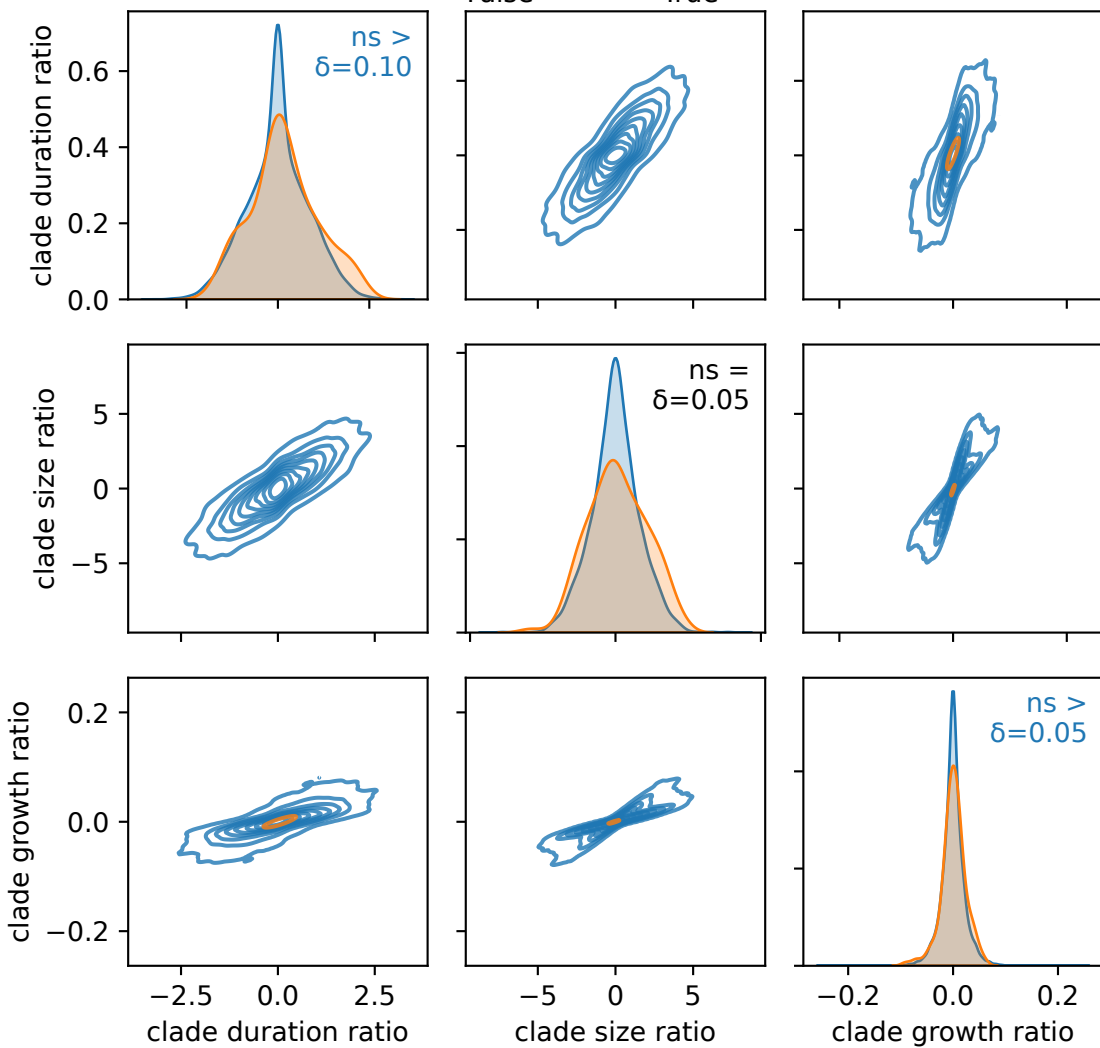 clade duration ratio
0.6
0.4
0.2
0.0
ns >
δ=0.10
clade size ratio
5
0
−5
ns =
δ=0.05
clade growth ratio
0.2
0.0
−0.2
ns >
δ=0.05
−2.5 0.0 2.5
clade duration ratio
−5 0 5
clade size ratio
−0.2 0.0 0.2
clade growth ratio